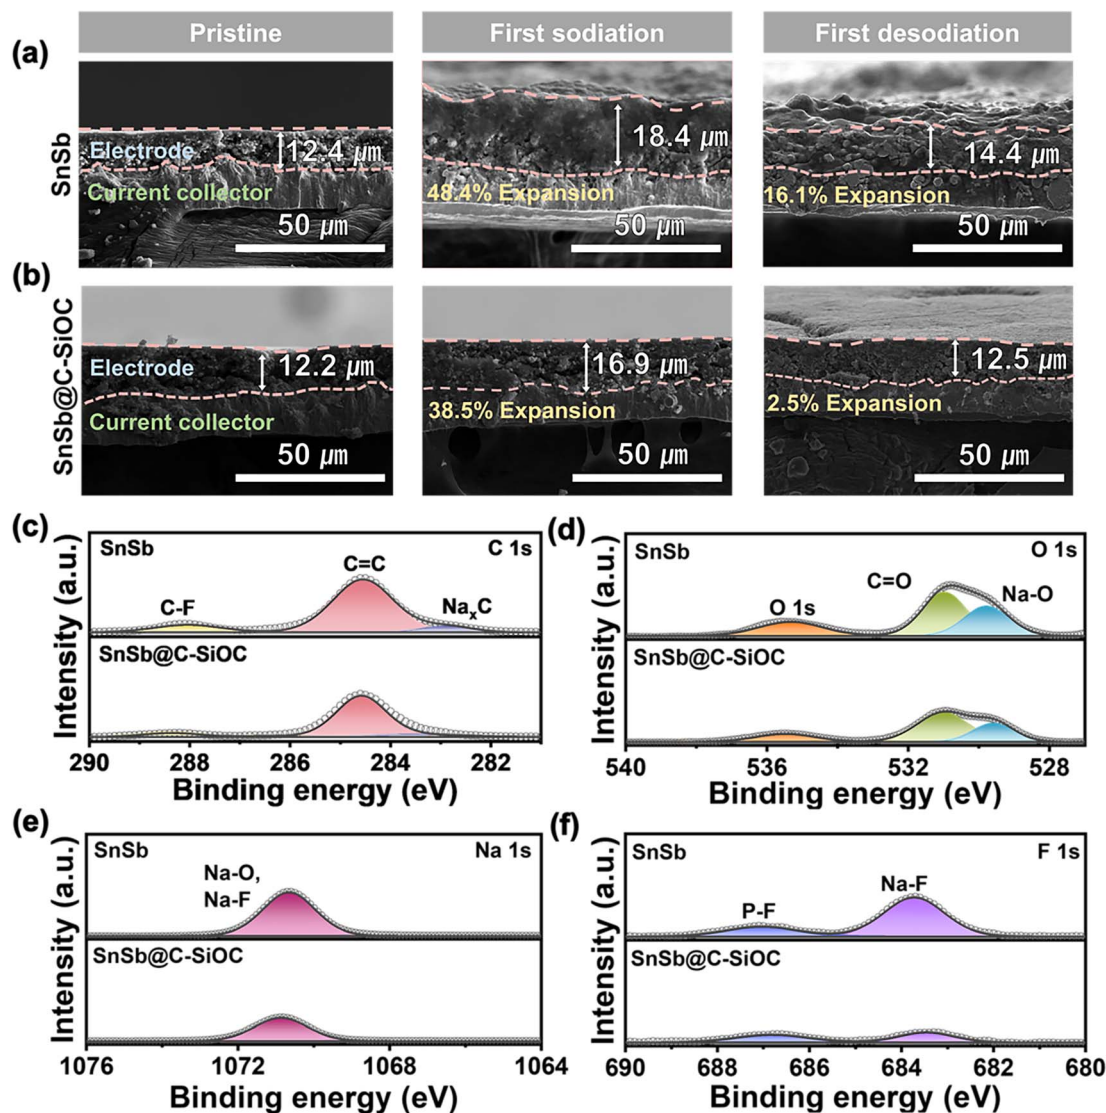 Pristine
First sodiation
First desodiation
(a)
SnSb
Electrode
12.4 ㎛
Current collector
50 ㎛
18.4 ㎛
48.4% Expansion
50 ㎛
14.4 ㎛
16.1% Expansion
50 ㎛
(b)
SnSb@C-SiOC
Electrode
12.2 ㎛
Current collector
50 ㎛
16.9 ㎛
38.5% Expansion
50 ㎛
12.5 ㎛
2.5% Expansion
50 ㎛
(c)
Intensity (a.u.)
SnSb
C 1s
C=C
C-F
NaₓC
SnSb@C-SiOC
290 288 286 284 282
Binding energy (eV)
(d)
Intensity (a.u.)
SnSb
O 1s
C=O
Na-O
O 1s
SnSb@C-SiOC
540 536 532 528
Binding energy (eV)
(e)
Intensity (a.u.)
SnSb
Na 1s
Na-O,
Na-F
SnSb@C-SiOC
1076 1072 1068 1064
Binding energy (eV)
(f)
Intensity (a.u.)
SnSb
F 1s
Na-F
P-F
SnSb@C-SiOC
690 688 686 684 682 680
Binding energy (eV)